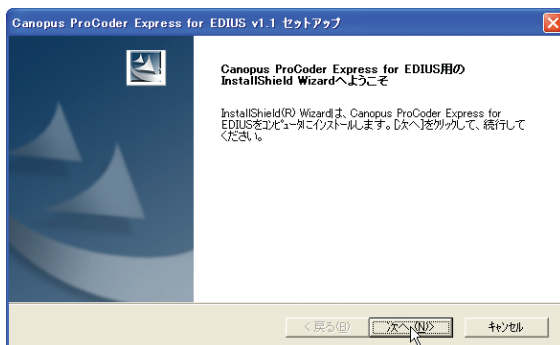 Canopus ProCoder Express for EDIUS v1.1 セットアップ
Canopus ProCoder Express for EDIUS用の
InstallShield Wizardへようこそ
InstallShield(R) Wizardは、Canopus ProCoder Express for
EDIUSをコンピュータにインストールします。[次へ]をクリックして、続行して
ください。
< 戻る(B)
次へ(N)>
キャンセル